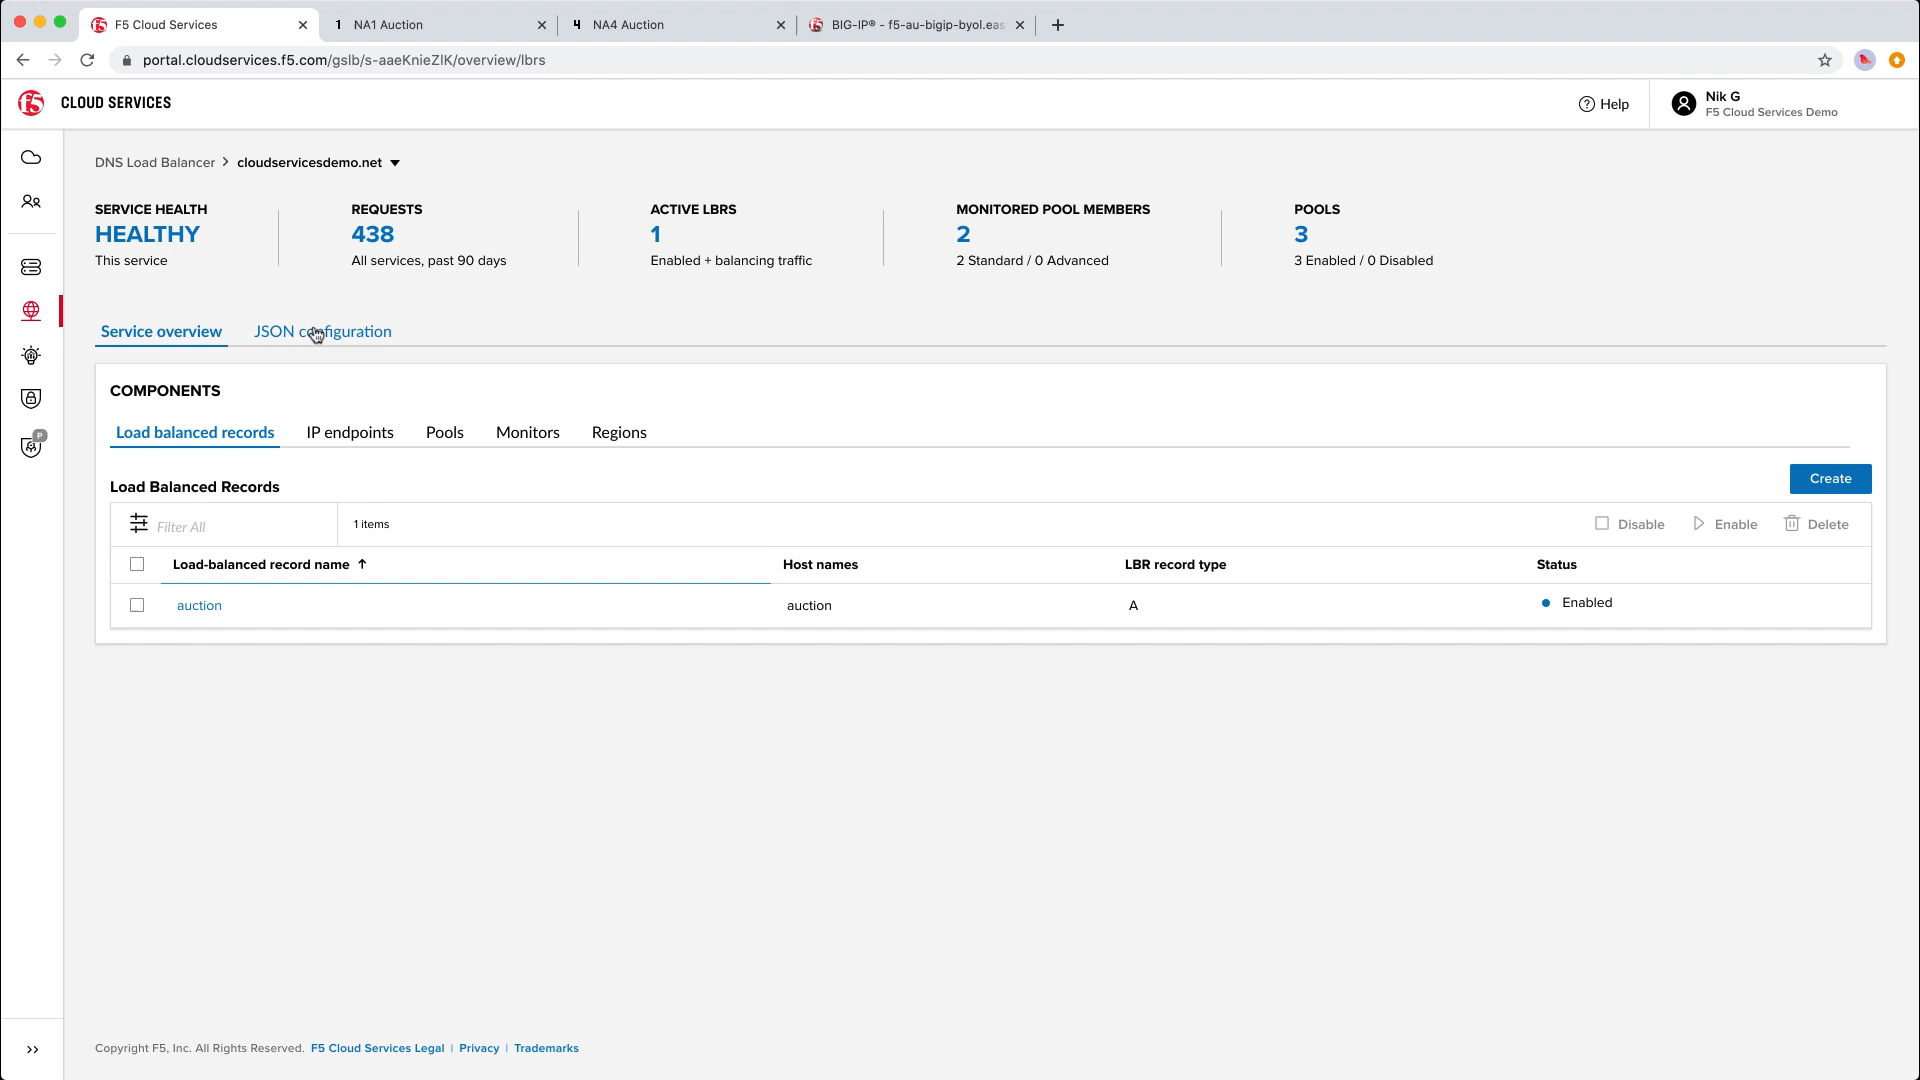 F5 Cloud Services
1 NA1 Auction
4 NA4 Auction
BIG-IP® - f5-au-bigip-byol.eas
portal.cloudservices.f5.com/gslb/s-aaeKnieZlK/overview/lbrs
f5 CLOUD SERVICES
? Help
Nik G
F5 Cloud Services Demo
DNS Load Balancer > cloudservicesdemo.net
SERVICE HEALTH
HEALTHY
This service
REQUESTS
438
All services, past 90 days
ACTIVE LBRS
1
Enabled + balancing traffic
MONITORED POOL MEMBERS
2
2 Standard / 0 Advanced
POOLS
3
3 Enabled / 0 Disabled
Service overview JSON configuration
COMPONENTS
Load balanced records IP endpoints Pools Monitors Regions
Load Balanced Records
Create
Filter All
1 items
Disable Enable Delete
Load-balanced record name ↑ Host names LBR record type Status
auction auction A Enabled
P
Copyright F5, Inc. All Rights Reserved. F5 Cloud Services Legal | Privacy | Trademarks